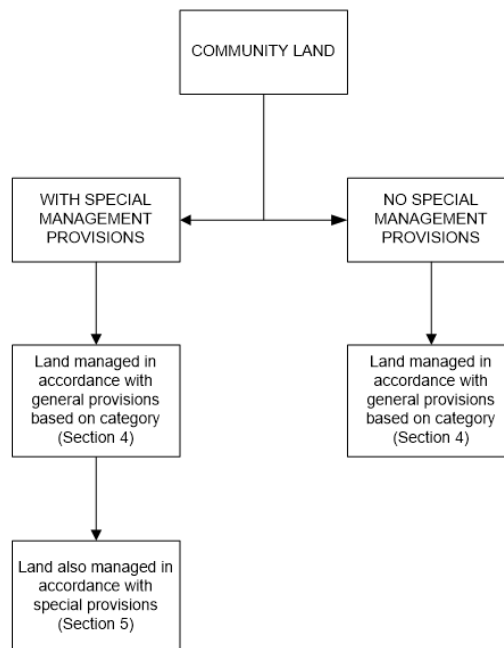 COMMUNITY LAND
WITH SPECIAL
MANAGEMENT
PROVISIONS
NO SPECIAL
MANAGEMENT
PROVISIONS
Land managed in
accordance with
general provisions
based on category
(Section 4)
Land managed in
accordance with
general provisions
based on category
(Section 4)
Land also managed in
accordance with
special provisions
(Section 5)